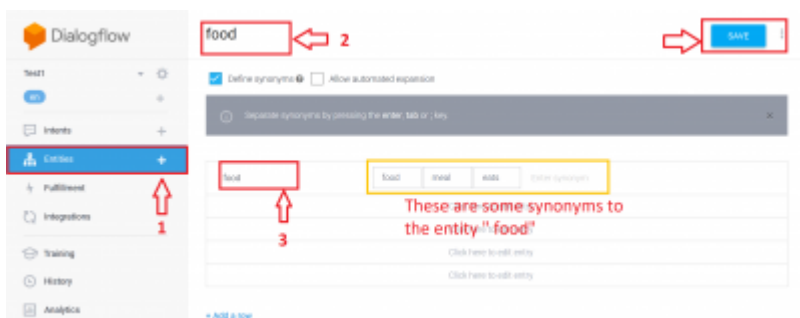 Dialogflow
food
2
SAVE
Test1
en
Define synonyms
Allow automated expansion
Separate synonyms by pressing the enter, tab or ; key.
Intents
Entities
Fulfillment
Integrations
Training
History
Analytics
1
food
3
food meal eats Enter synonym
These are some synonyms to
the entity " food"
Click here to edit entry
Click here to edit entry
+ Add a row